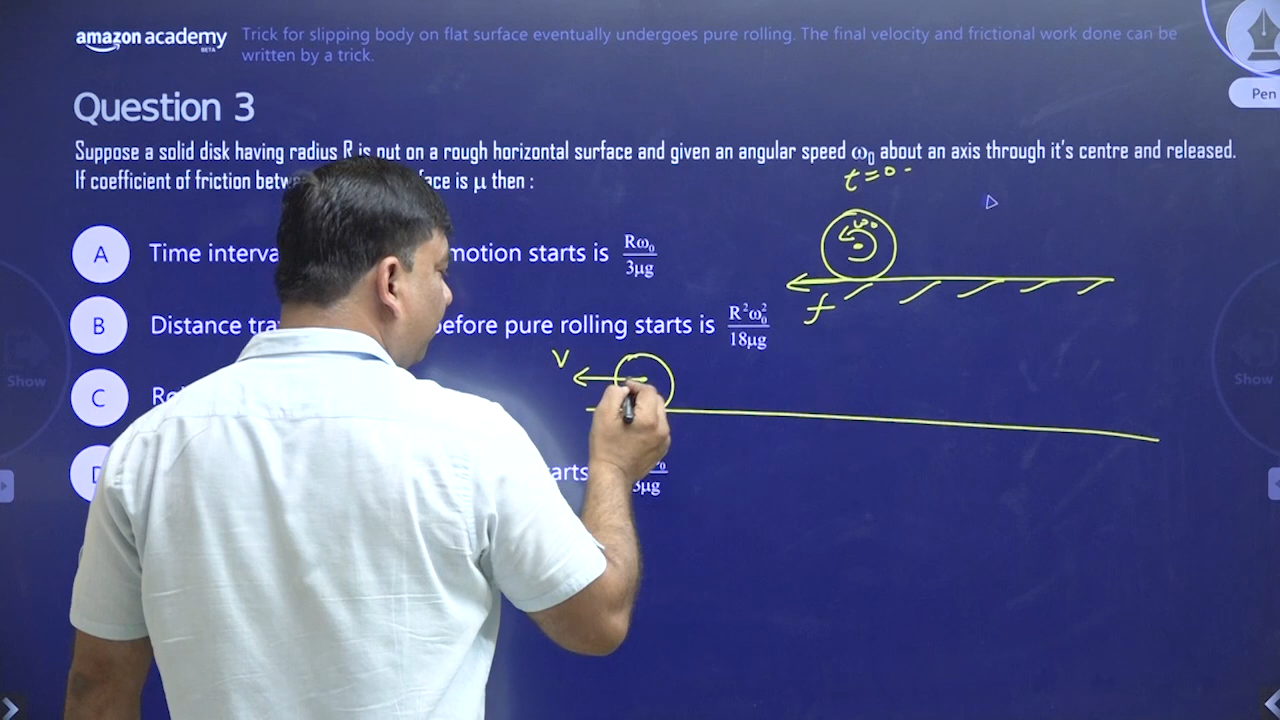 amazon academy
BETA
Trick for slipping body on flat surface eventually undergoes pure rolling. The final velocity and frictional work done can be
written by a trick.
Pen
Question 3
Suppose a solid disk having radius R is put on a rough horizontal surface and given an angular speed ω₀ about an axis through it's centre and released.
If coefficient of friction face is μ then :
t=0
ω₀
A Time motion starts is Rω₀/3μg
f
B Distance before pure rolling starts is R²ω₀²/18μg
V
Show
Show
C
3μg